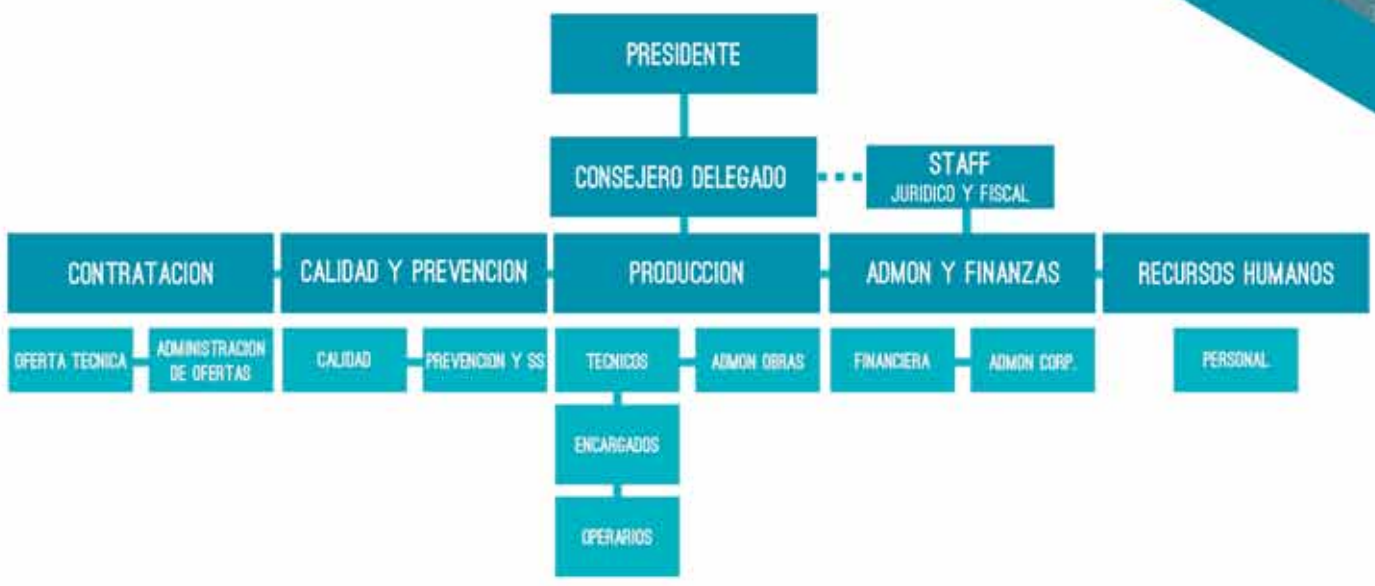 PRESIDENTE
CONSEJERO DELEGADO
STAFF
JURIDICO Y FISCAL
CONTRATACION
CALIDAD Y PREVENCION
PRODUCCION
ADMON Y FINANZAS
RECURSOS HUMANOS
OFERTA TECNICA
ADMINISTRACION
DE OFERTAS
CALIDAD
PREVENCION Y SS
TECNICOS
ADMON OBRAS
FINANCIERA
ADMON CORP.
PERSONAL
ENCARGADOS
OPERARIOS